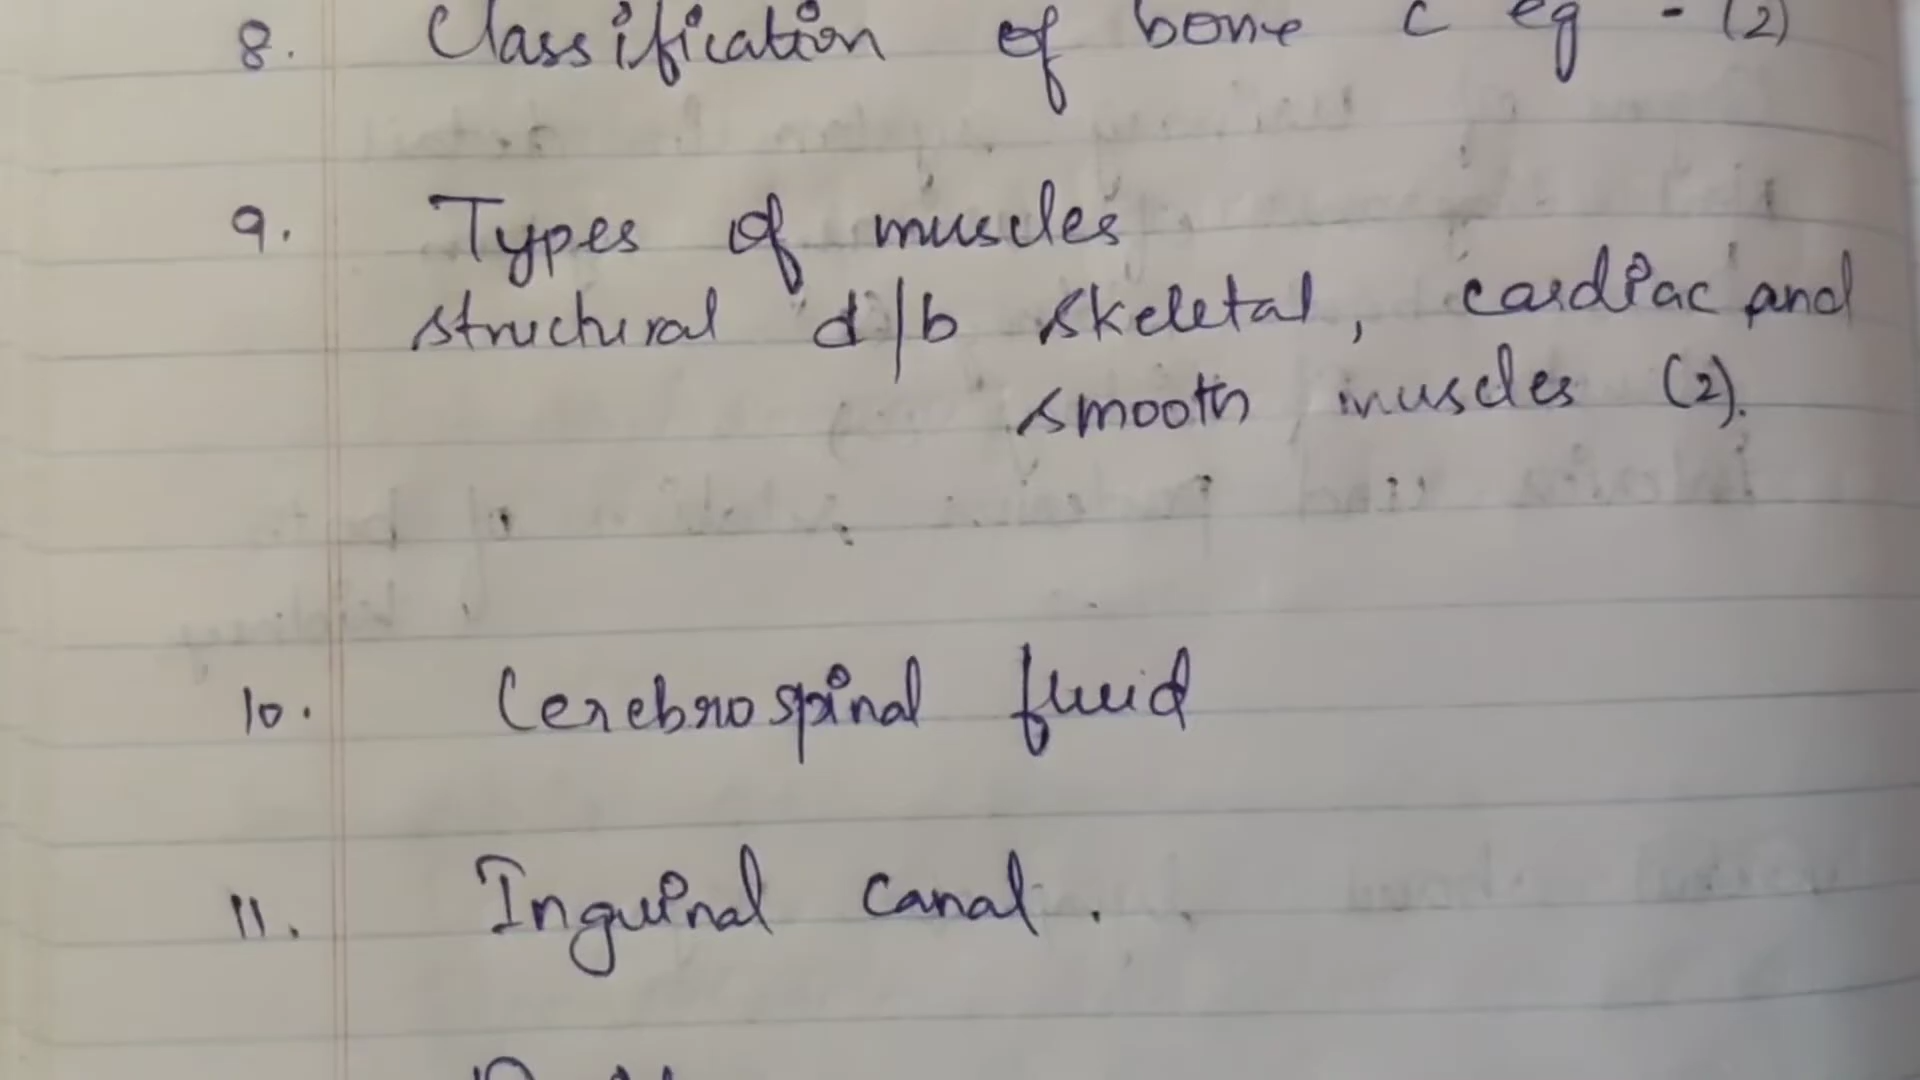 8. Classification of bone c eg - (2)
9. Types of muscles
structural d/b skeletal, cardiac and
smooth muscles (2).
10. Cerebrospinal fluid
11. Inguinal canal.